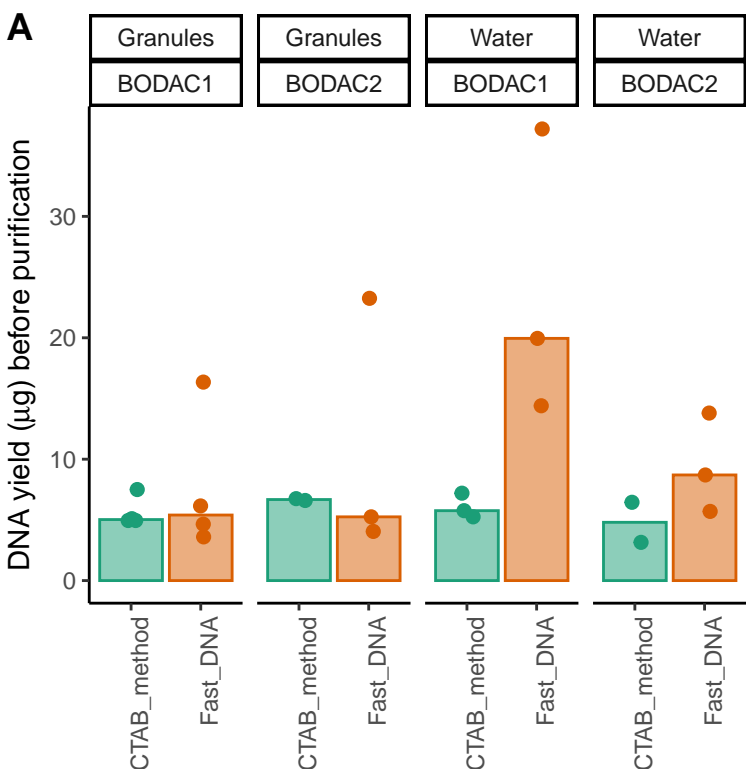 A
Granules Granules Water Water
BODAC1 BODAC2 BODAC1 BODAC2
DNA yield (μg) before purification
30
20
10
0
CTAB_method Fast_DNA CTAB_method Fast_DNA CTAB_method Fast_DNA CTAB_method Fast_DNA